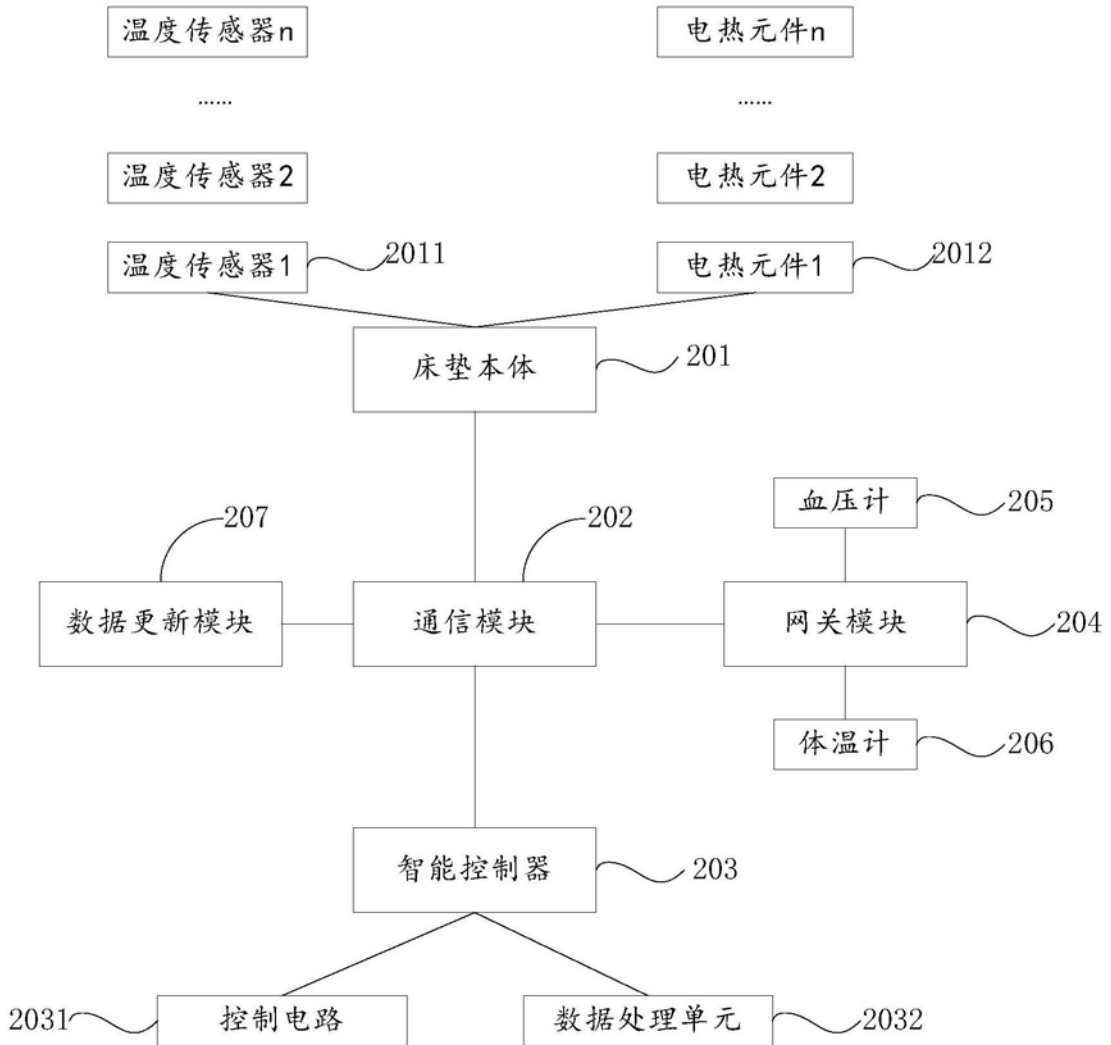 温度传感器n
电热元件n
……
……
温度传感器2
电热元件2
温度传感器1
2011
电热元件1
2012
床垫本体
201
血压计
205
207
202
数据更新模块
通信模块
网关模块
204
体温计
206
智能控制器
203
2031
控制电路
数据处理单元
2032